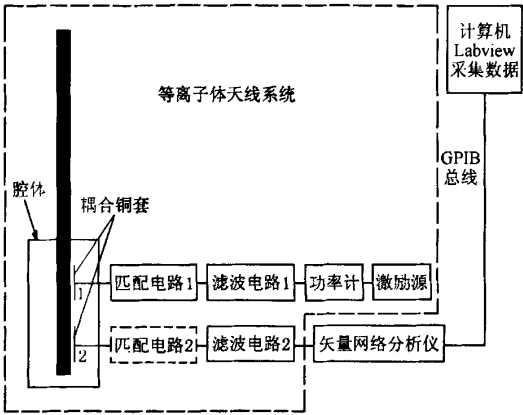 计算机
Labview
采集数据
等离子体天线系统
GPIB
总线
腔体
耦合铜套
1
匹配电路1
滤波电路1
功率计
激励源
2
匹配电路2
滤波电路2
矢量网络分析仪